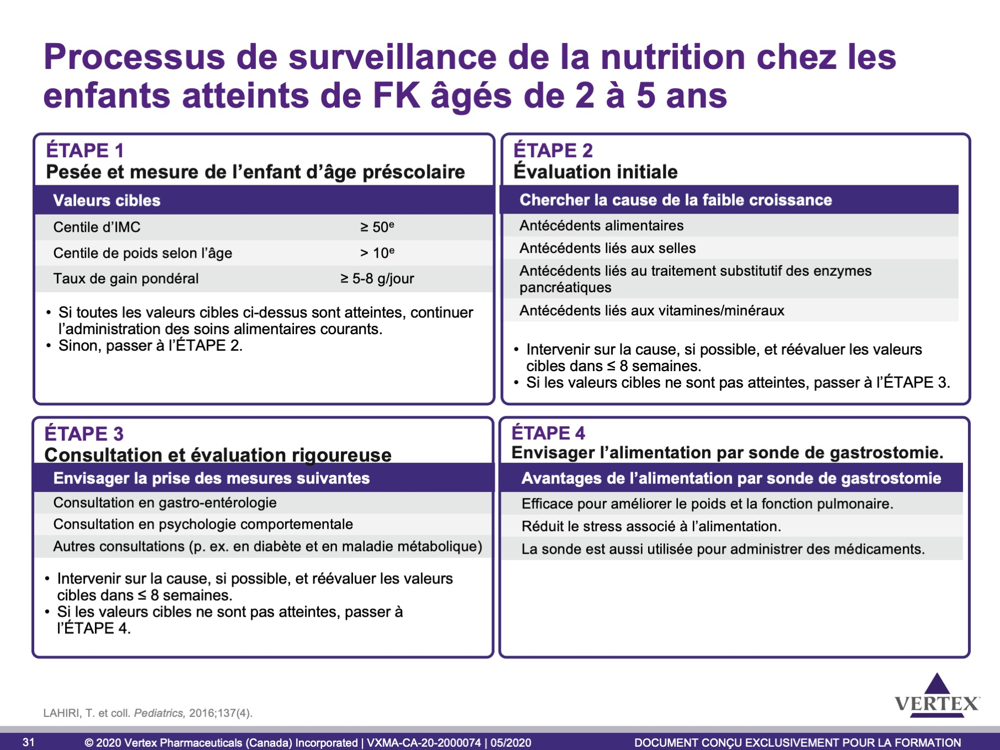 Processus de surveillance de la nutrition chez les
enfants atteints de FK âgés de 2 à 5 ans
ÉTAPE 1
Pesée et mesure de l’enfant d’âge préscolaire
Valeurs cibles
Centile d’IMC ≥ 50ᵉ
Centile de poids selon l’âge > 10ᵉ
Taux de gain pondéral ≥ 5-8 g/jour
• Si toutes les valeurs cibles ci-dessus sont atteintes, continuer
l’administration des soins alimentaires courants.
• Sinon, passer à l’ÉTAPE 2.
ÉTAPE 2
Évaluation initiale
Chercher la cause de la faible croissance
Antécédents alimentaires
Antécédents liés aux selles
Antécédents liés au traitement substitutif des enzymes
pancréatiques
Antécédents liés aux vitamines/minéraux
• Intervenir sur la cause, si possible, et réévaluer les valeurs
cibles dans ≤ 8 semaines.
• Si les valeurs cibles ne sont pas atteintes, passer à l’ÉTAPE 3.
ÉTAPE 3
Consultation et évaluation rigoureuse
Envisager la prise des mesures suivantes
Consultation en gastro-entérologie
Consultation en psychologie comportementale
Autres consultations (p. ex. en diabète et en maladie métabolique)
• Intervenir sur la cause, si possible, et réévaluer les valeurs
cibles dans ≤ 8 semaines.
• Si les valeurs cibles ne sont pas atteintes, passer à
l’ÉTAPE 4.
ÉTAPE 4
Envisager l’alimentation par sonde de gastrostomie.
Avantages de l’alimentation par sonde de gastrostomie
Efficace pour améliorer le poids et la fonction pulmonaire.
Réduit le stress associé à l’alimentation.
La sonde est aussi utilisée pour administrer des médicaments.
VERTEX
LAHIRI, T. et coll. Pediatrics, 2016;137(4).
31 © 2020 Vertex Pharmaceuticals (Canada) Incorporated | VXMA-CA-20-2000074 | 05/2020 DOCUMENT CONÇU EXCLUSIVEMENT POUR LA FORMATION